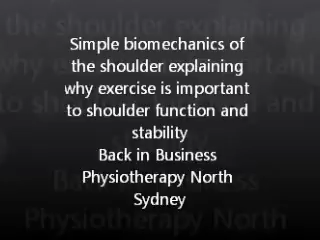 Simple biomechanics of
the shoulder explaining
why exercise is important
to shoulder function and
stability
Back in Business
Physiotherapy North
Sydney